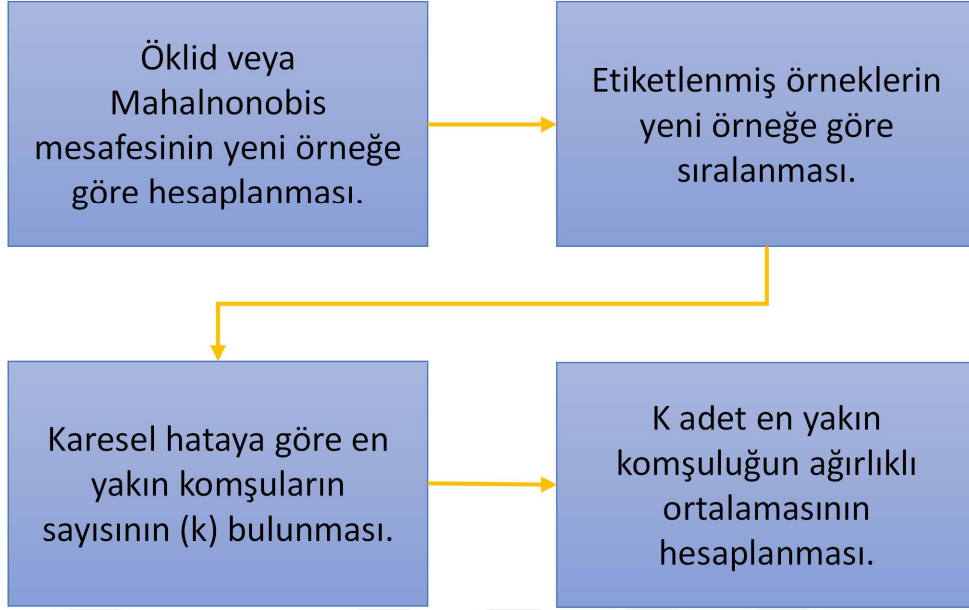 Öklid veya
Mahalnonobis
mesafesinin yeni örneğe
göre hesaplanması.
Etiketlenmiş örneklerin
yeni örneğe göre
sıralanması.
Karesel hataya göre en
yakın komşuların
sayısının (k) bulunması.
K adet en yakın
komşuluğun ağırlıklı
ortalamasının
hesaplanması.